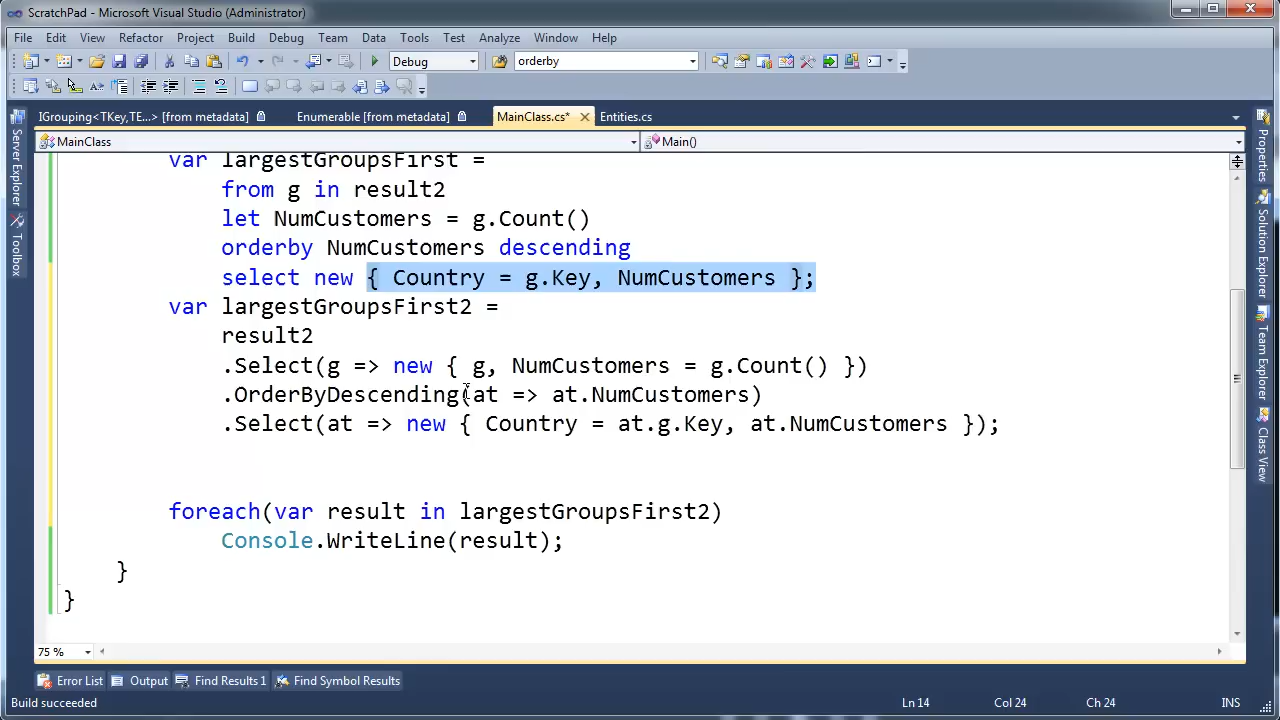 ScratchPad - Microsoft Visual Studio (Administrator)
File Edit View Refactor Project Build Debug Team Data Tools Test Analyze Window Help
Debug orderby
IGrouping<TKey,TE...> [from metadata] Enumerable [from metadata] MainClass.cs* Entities.cs
MainClass Main()
var largestGroupsFirst =
from g in result2
let NumCustomers = g.Count()
orderby NumCustomers descending
select new { Country = g.Key, NumCustomers };
var largestGroupsFirst2 =
result2
.Select(g => new { g, NumCustomers = g.Count() })
.OrderByDescending(at => at.NumCustomers)
.Select(at => new { Country = at.g.Key, at.NumCustomers });
foreach(var result in largestGroupsFirst2)
Console.WriteLine(result);
}
}
75 %
Error List Output Find Results 1 Find Symbol Results
Build succeeded Ln 14 Col 24 Ch 24 INS
Server Explorer
Toolbox
Properties
Solution Explorer
Team Explorer
Class View